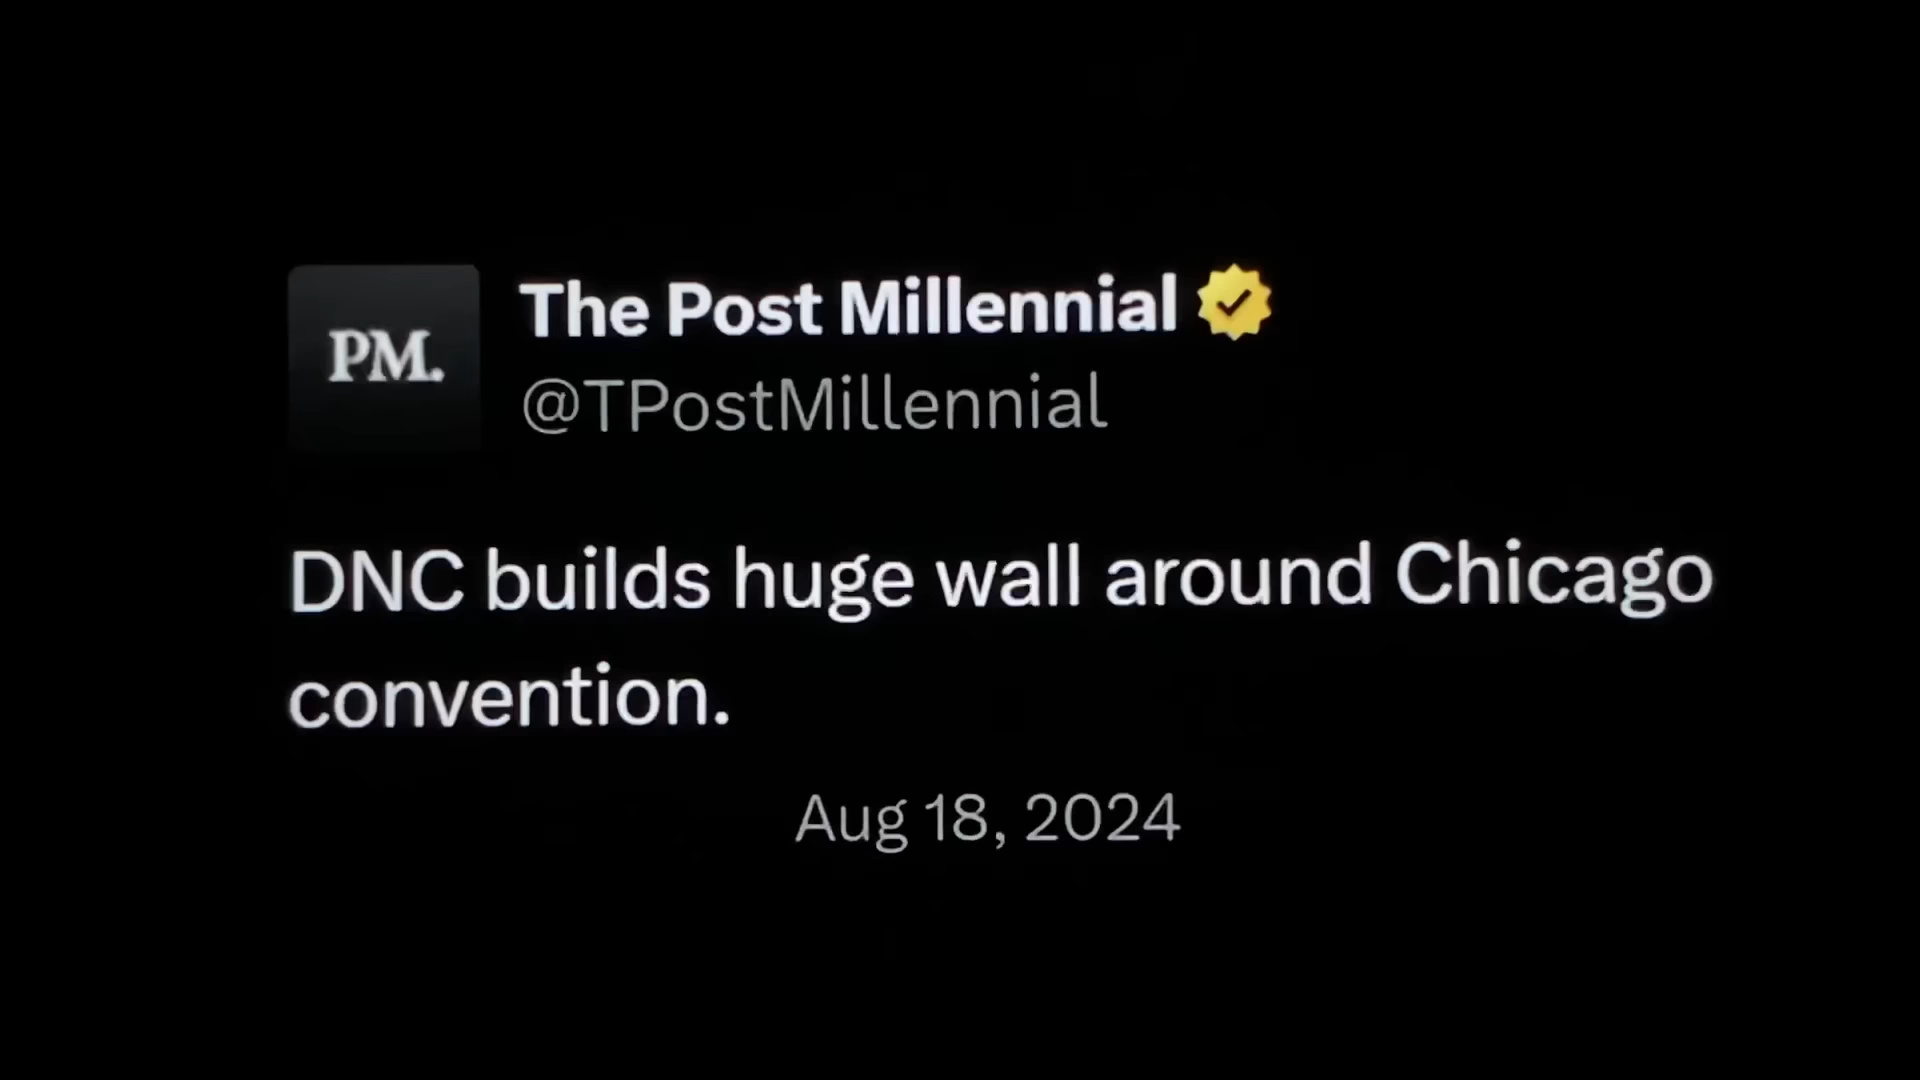 PM.
The Post Millennial
@TPostMillennial
DNC builds huge wall around Chicago
convention.
Aug 18, 2024